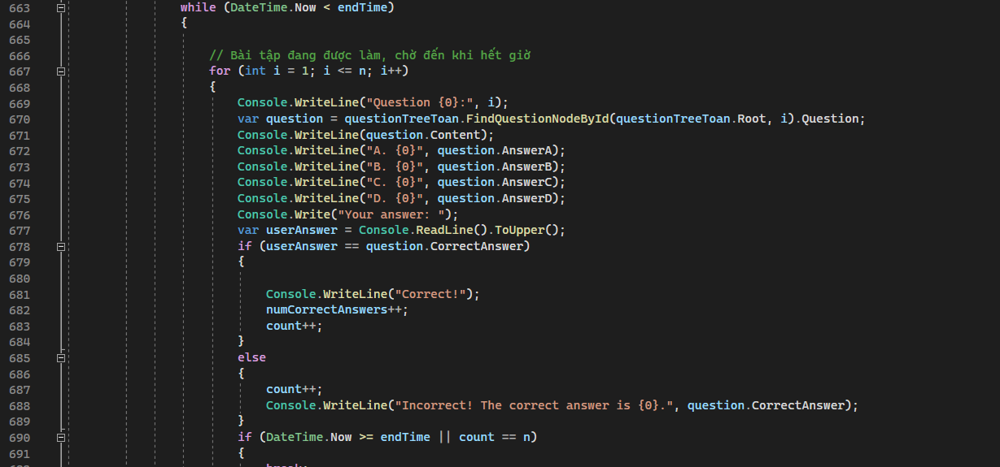 663 while (DateTime.Now < endTime)
664 {
665
666 // Bài tập đang được làm, chờ đến khi hết giờ
667 for (int i = 1; i <= n; i++)
668 {
669 Console.WriteLine("Question {0}:", i);
670 var question = questionTreeToan.FindQuestionNodeById(questionTreeToan.Root, i).Question;
671 Console.WriteLine(question.Content);
672 Console.WriteLine("A. {0}", question.AnswerA);
673 Console.WriteLine("B. {0}", question.AnswerB);
674 Console.WriteLine("C. {0}", question.AnswerC);
675 Console.WriteLine("D. {0}", question.AnswerD);
676 Console.Write("Your answer: ");
677 var userAnswer = Console.ReadLine().ToUpper();
678 if (userAnswer == question.CorrectAnswer)
679 {
680
681 Console.WriteLine("Correct!");
682 numCorrectAnswers++;
683 count++;
684 }
685 else
686 {
687 count++;
688 Console.WriteLine("Incorrect! The correct answer is {0}.", question.CorrectAnswer);
689 }
690 if (DateTime.Now >= endTime || count == n)
691 {